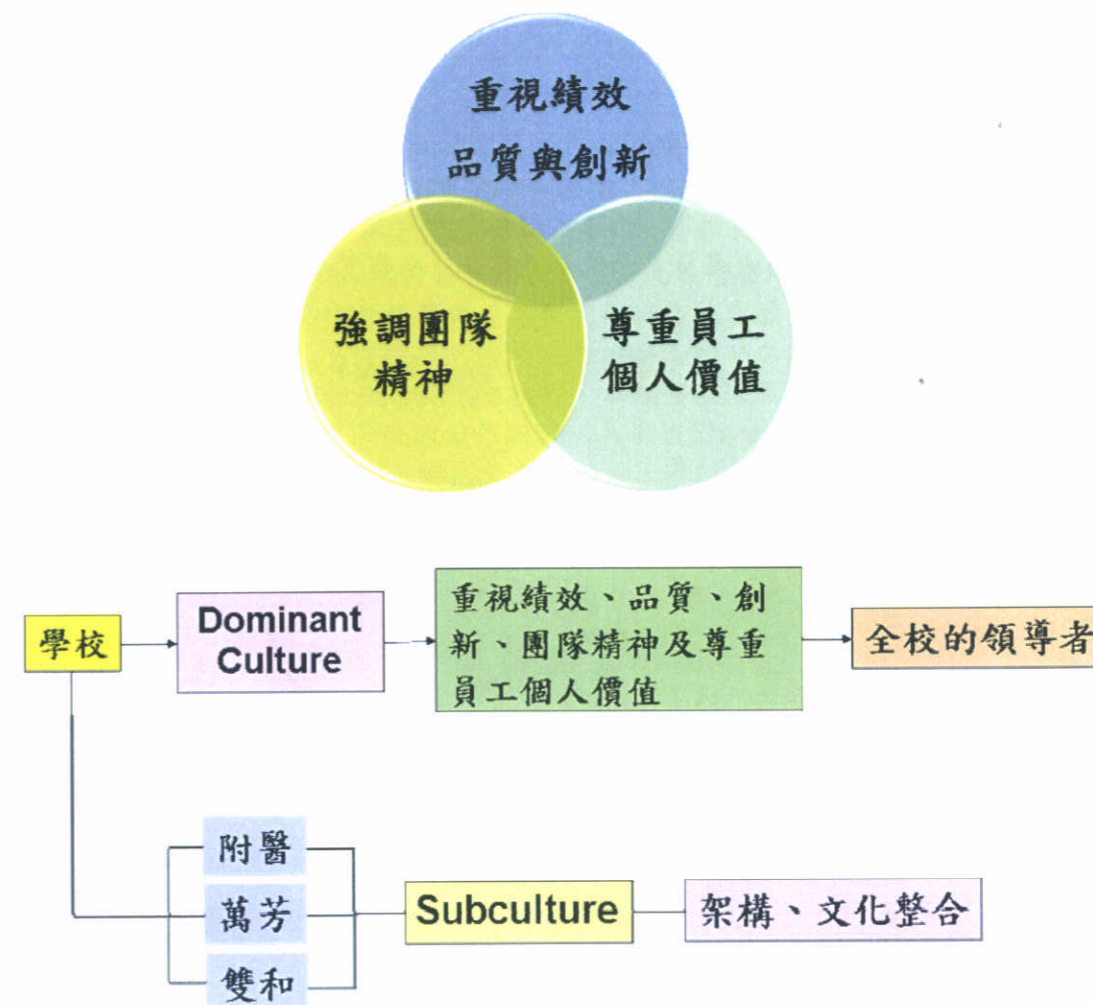 重視績效
品質與創新
強調團隊
精神
尊重員工
個人價值
學校
Dominant
Culture
重視績效、品質、創
新、團隊精神及尊重
員工個人價值
全校的領導者
附醫
萬芳
雙和
Subculture
架構、文化整合